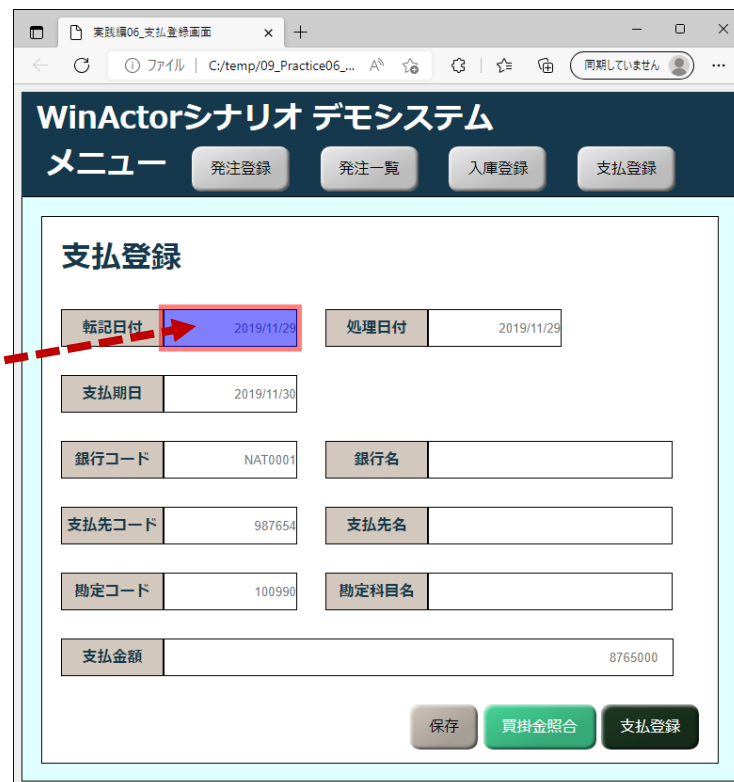 実践編06_支払登録画面
ファイル | C:/temp/09_Practice06_... 同期していません
WinActorシナリオ デモシステム
メニュー 発注登録 発注一覧 入庫登録 支払登録
支払登録
転記日付 2019/11/29 処理日付 2019/11/29
支払期日 2019/11/30
銀行コード NAT0001 銀行名
支払先コード 987654 支払先名
勘定コード 100990 勘定科目名
支払金額 8765000
保存 買掛金照合 支払登録